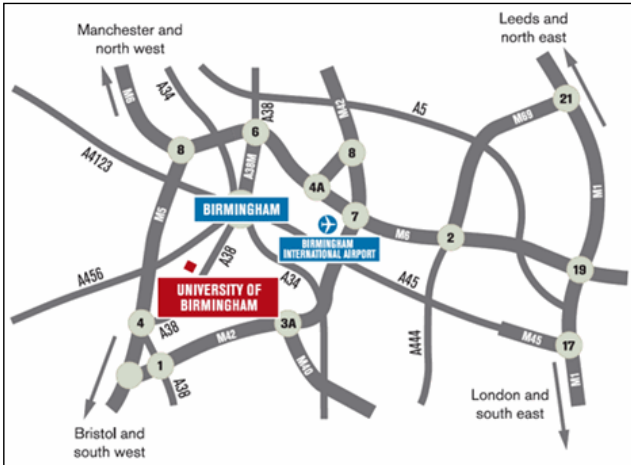 Manchester
and north west
Leeds and
north east
M6
A34
A38
M42
A5
21
M69
8
6
8
A4123
A38M
4A
M1
M5
BIRMINGHAM
7
BIRMINGHAM
INTERNATIONAL AIRPORT
M6
2
A38
A34
A45
19
A456
UNIVERSITY OF
BIRMINGHAM
4
A38
3A
M42
A444
M45
17
1
A38
M40
M1
London and
south east
Bristol and
south west